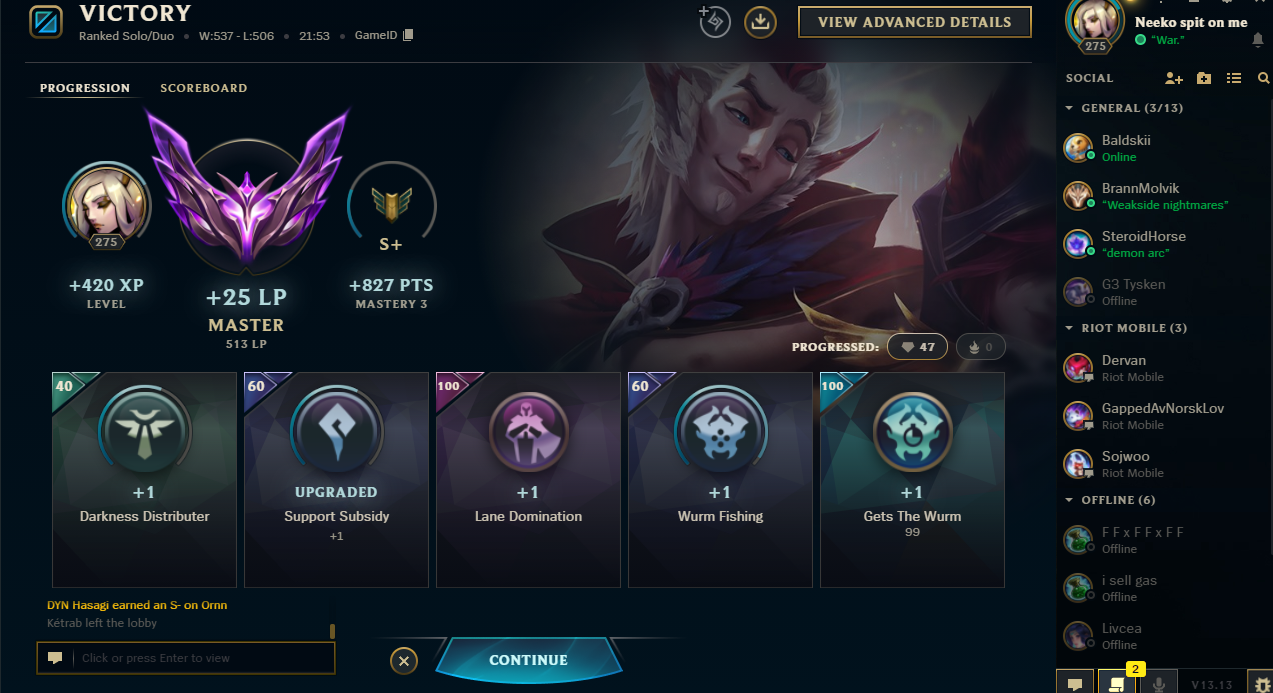 VICTORY
Ranked Solo/Duo • W:537 - L:506 • 21:53 • GameID
VIEW ADVANCED DETAILS
PROGRESSION SCOREBOARD
275
S+
+420 XP
LEVEL
+25 LP
MASTER
513 LP
+827 PTS
MASTERY 3
PROGRESSED: 47 0
40
+1
Darkness Distributer
60
UPGRADED
Support Subsidy
+1
100
+1
Lane Domination
60
+1
Wurm Fishing
100
+1
Gets The Wurm
99
DYN Hasagi earned an S- on Ornn
Kétrab left the lobby
Click or press Enter to view
CONTINUE
Neeko spit on me
275
"War."
SOCIAL
GENERAL (3/13)
Baldskii
Online
BrannMolvik
"Weakside nightmares"
SteroidHorse
"demon arc"
G3 Tysken
Offline
RIOT MOBILE (3)
Dervan
Riot Mobile
GappedAvNorskLov
Riot Mobile
Sojwoo
Riot Mobile
OFFLINE (6)
F F x F F x F F
Offline
i sell gas
Offline
Livcea
Offline
2
V13.13